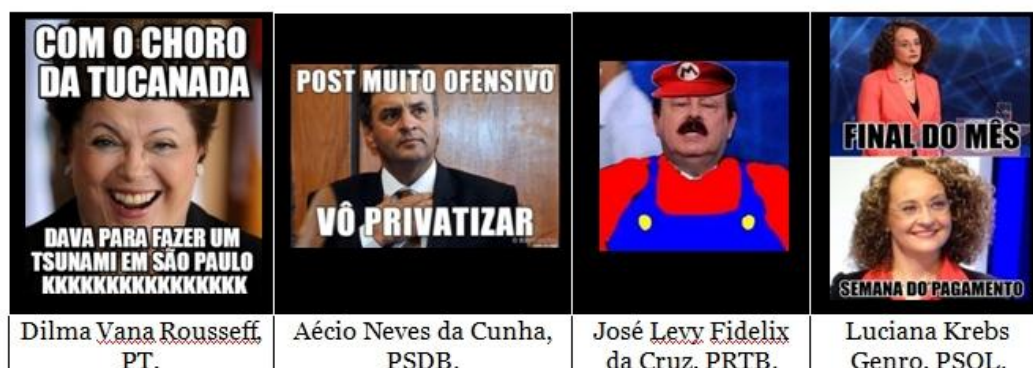 COM O CHORO
DA TUCANADA
DAVA PARA FAZER UM
TSUNAMI EM SÃO PAULO
KKKKKKKKKKKKKKKKK
POST MUITO OFENSIVO
VÔ PRIVATIZAR
M
FINAL DO MÊS
SEMANA DO PAGAMENTO
Dilma Vana Rousseff,
PT.
Aécio Neves da Cunha,
PSDB.
José Levy Fidelix
da Cruz, PRTB.
Luciana Krebs
Genro, PSOL.